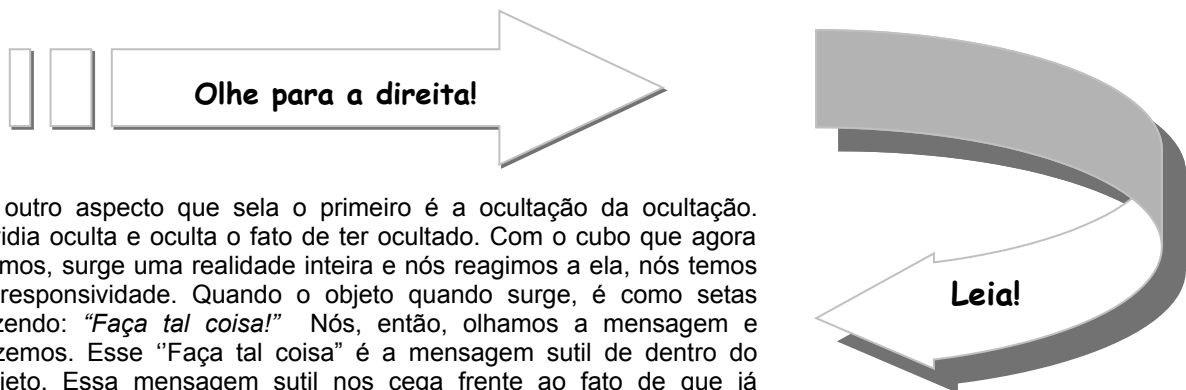 Olhe para a direita!
Leia!
outro aspecto que sela o primeiro é a ocultação da ocultação.
oculta e oculta o fato de ter ocultado. Com o cubo que agora
surge uma realidade inteira e nós reagimos a ela, nós temos
responsividade. Quando o objeto quando surge, é como setas
“Faça tal coisa!” Nós, então, olhamos a mensagem e
Esse ‘’Faça tal coisa” é a mensagem sutil de dentro do
Essa mensagem sutil nos cega frente ao fato de que já